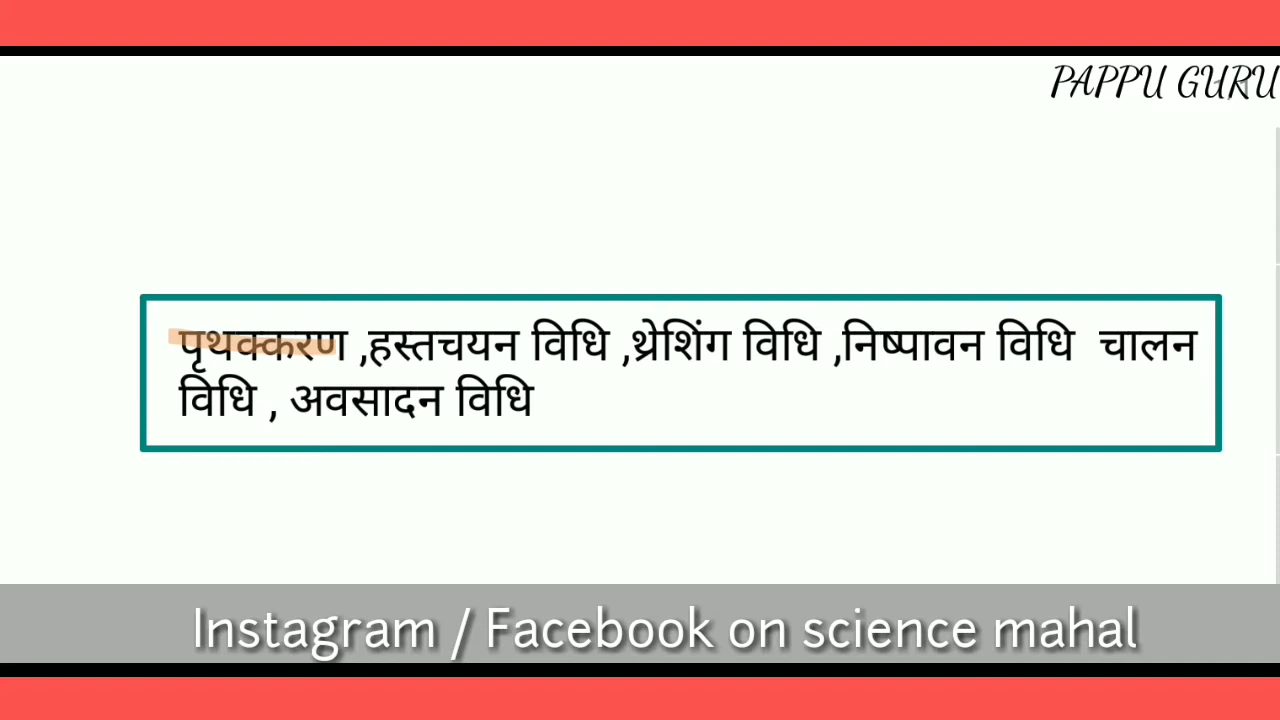 PAPPU GURU
पृथक्करण ,हस्तचयन विधि ,थ्रेशिंग विधि ,निष्पावन विधि  चालन
विधि , अवसादन विधि
Instagram / Facebook on science mahal